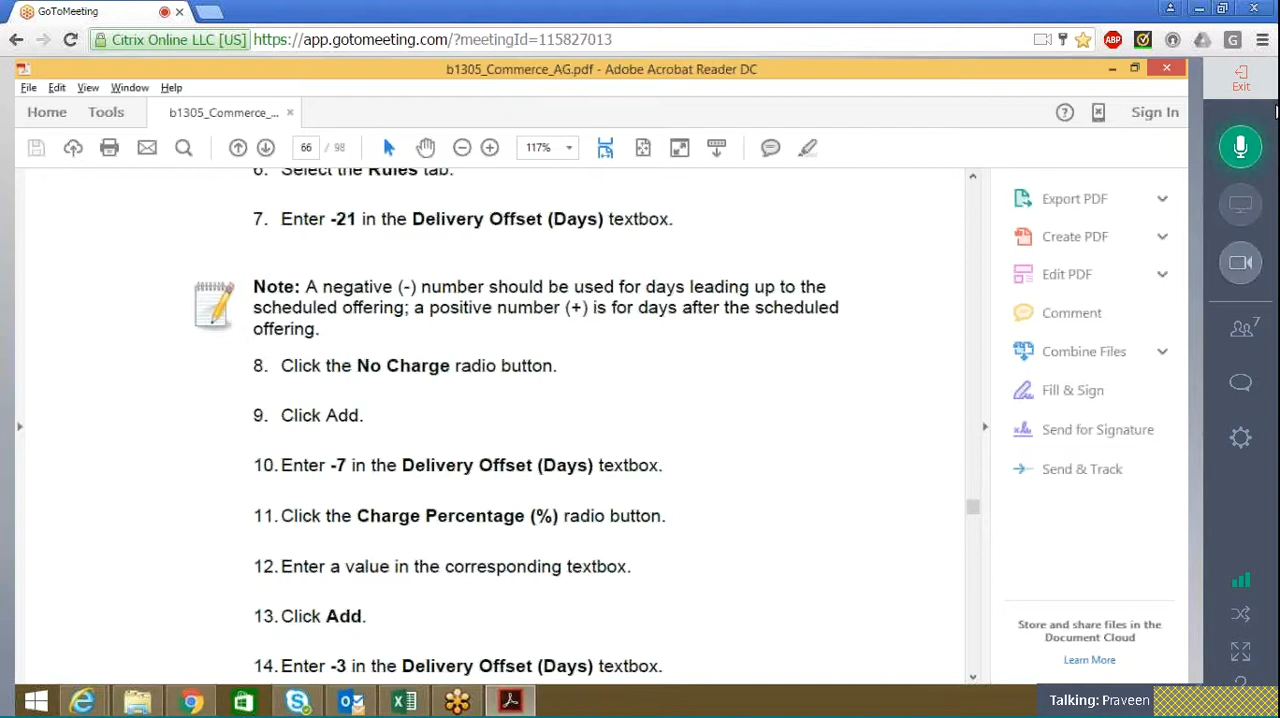 GoToMeeting
Citrix Online LLC [US] https://app.gotomeeting.com/?meetingId=115827013
ABP
G
b1305_Commerce_AG.pdf - Adobe Acrobat Reader DC
Exit
File Edit View Window Help
Home Tools b1305_Commerce_... Sign In
66 / 98 117%
6. Select the Rules tab.
7. Enter -21 in the Delivery Offset (Days) textbox.
Note: A negative (-) number should be used for days leading up to the
scheduled offering; a positive number (+) is for days after the scheduled
offering.
8. Click the No Charge radio button.
9. Click Add.
10. Enter -7 in the Delivery Offset (Days) textbox.
11. Click the Charge Percentage (%) radio button.
12. Enter a value in the corresponding textbox.
13. Click Add.
14. Enter -3 in the Delivery Offset (Days) textbox.
Export PDF
Create PDF
Edit PDF
Comment
Combine Files
Fill & Sign
Send for Signature
Send & Track
Store and share files in the
Document Cloud
Learn More
7
Talking: Praveen